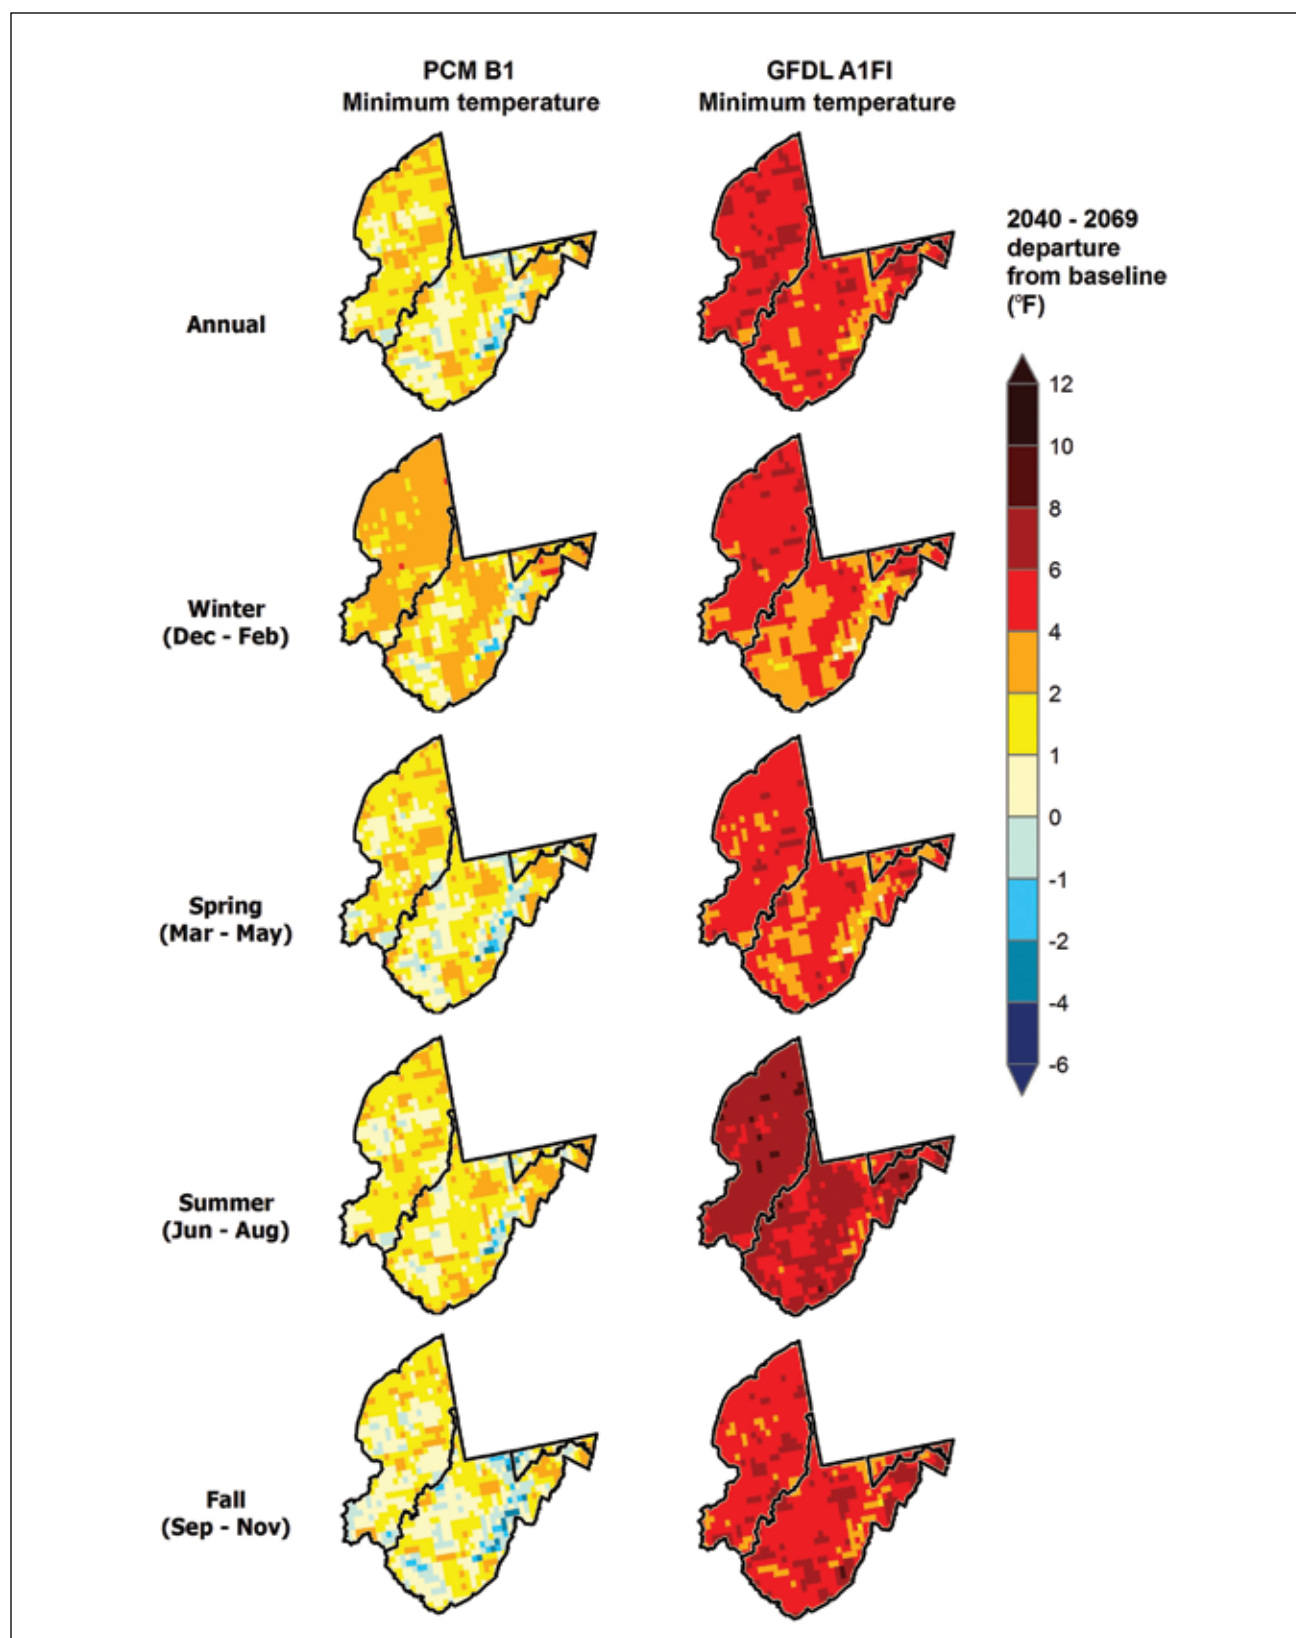 PCM B1
Minimum temperature
GFDL A1FI
Minimum temperature
2040 - 2069
departure
from baseline
(°F)
Annual
Winter
(Dec - Feb)
Spring
(Mar - May)
Summer
(Jun - Aug)
Fall
(Sep - Nov)
12
10
8
6
4
2
1
0
-1
-2
-4
-6